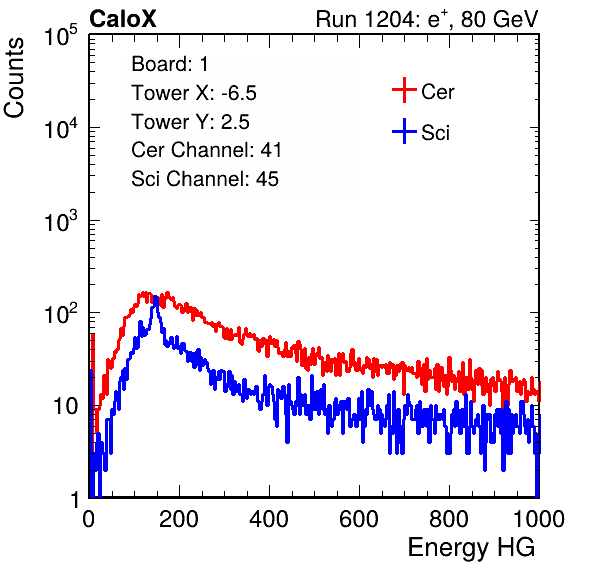 CaloX Run 1204: e⁺, 80 GeV
Counts
Board: 1
Tower X: -6.5
Tower Y: 2.5
Cer Channel: 41
Sci Channel: 45
Cer
Sci
10⁵
10⁴
10³
10²
10
1
0 200 400 600 800 1000
Energy HG